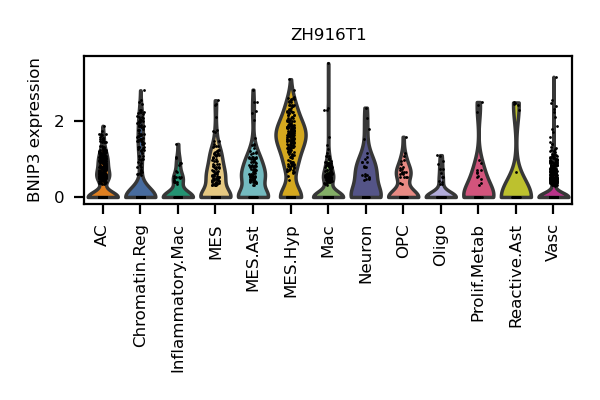 ZH916T1
BNIP3 expression
2
0
AC
Chromatin.Reg
Inflammatory.Mac
MES
MES.Ast
MES.Hyp
Mac
Neuron
OPC
Oligo
Prolif.Metab
Reactive.Ast
Vasc